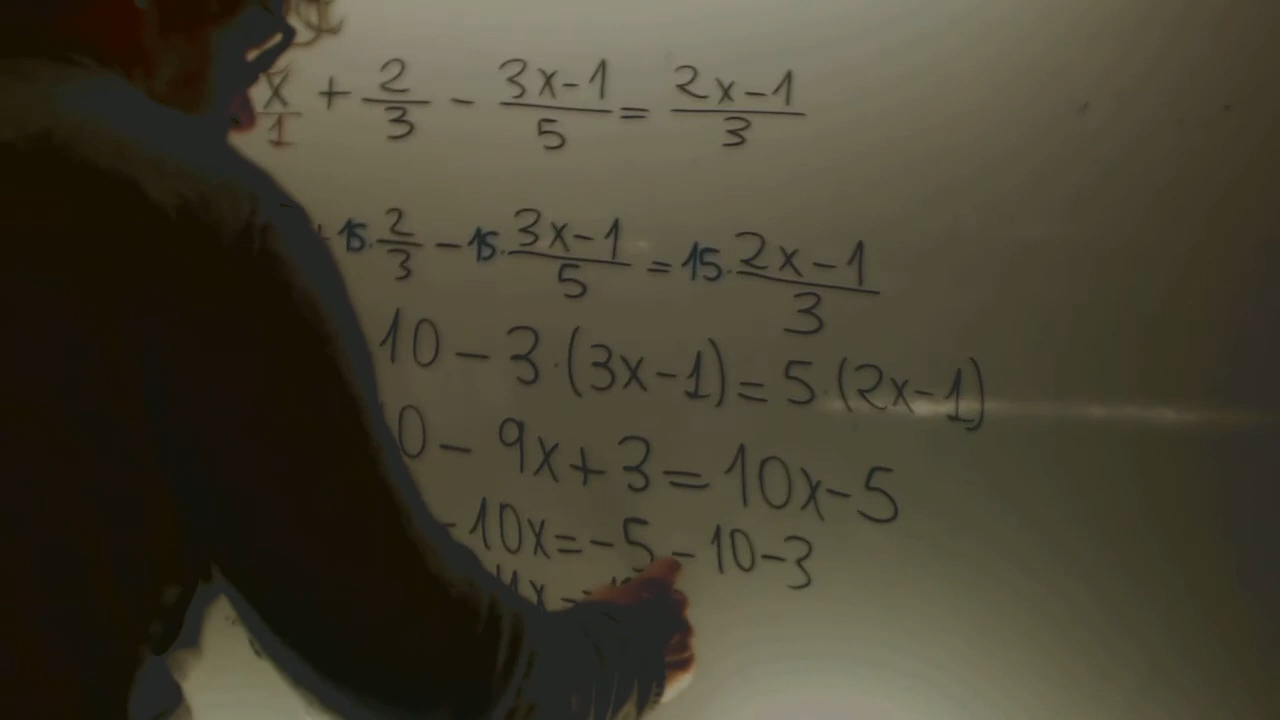 x/1 + 2/3 - 3x-1/5 = 2x-1/3
15·2/3 - 15·3x-1/5 = 15·2x-1/3
10 - 3·(3x-1) = 5·(2x-1)
0 - 9x + 3 = 10x - 5
-10x = -5 - 10 - 3